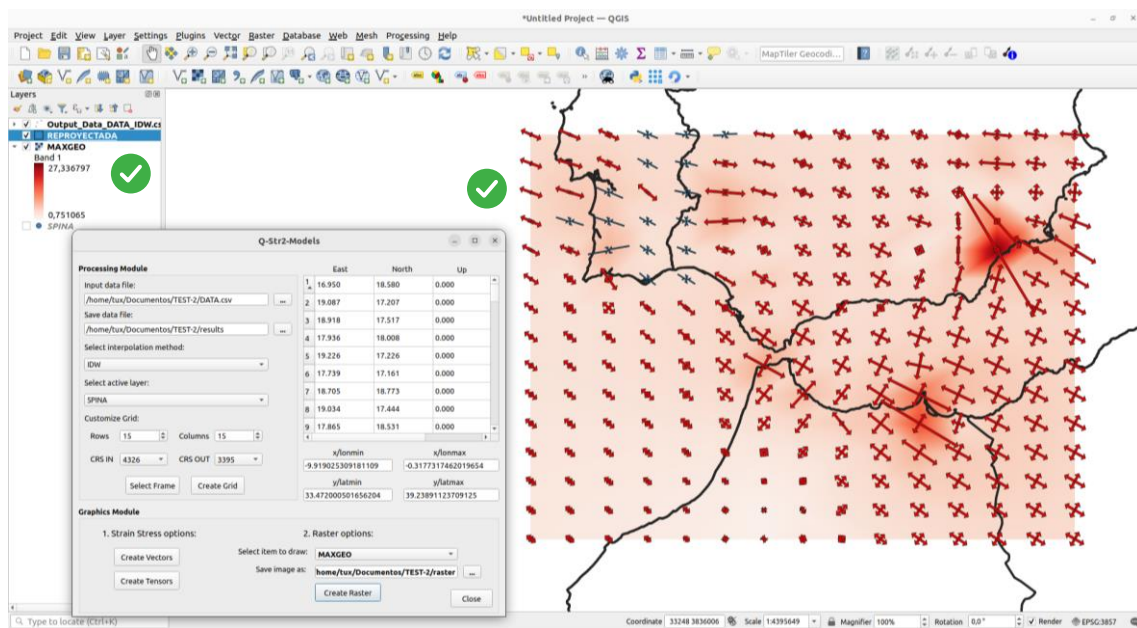 *Untitled Project — QGIS
Project Edit View Layer Settings Plugins Vector Raster Database Web Mesh Processing Help
MapTiler Geocodi...
Layers
Output_Data_DATA_IDW.cs
REPROYECTADA
MAXGEO
Band 1
27,336797
0,751065
SPINA
Q-Str2-Models
Processing Module
Input data file:
/home/tux/Documentos/TEST-2/DATA.csv ...
Save data file:
/home/tux/Documentos/TEST-2/results ...
Select interpolation method:
IDW
Select active layer:
SPINA
Customize Grid:
Rows 15 Columns 15
CRS IN 4326 CRS OUT 3395
Select Frame Create Grid
East North Up
1 16.950 18.580 0.000
2 19.087 17.207 0.000
3 18.918 17.517 0.000
4 17.936 18.008 0.000
5 19.226 17.226 0.000
6 17.739 17.161 0.000
7 18.705 18.773 0.000
8 19.034 17.444 0.000
9 17.865 18.531 0.000
x/lonmin x/lonmax
-9.919025309181109 -0.3177317462019654
y/latmin y/latmax
33.472000501656204 39.23891123709125
Graphics Module
1. Strain Stress options:
Create Vectors
Create Tensors
2. Raster options:
Select item to draw: MAXGEO
Save image as: home/tux/Documentos/TEST-2/raster ...
Create Raster
Close
Type to locate (Ctrl+K)
Coordinate 33248 3836006 Scale 1:4395649 Magnifier 100% Rotation 0,0° Render EPSG:3857